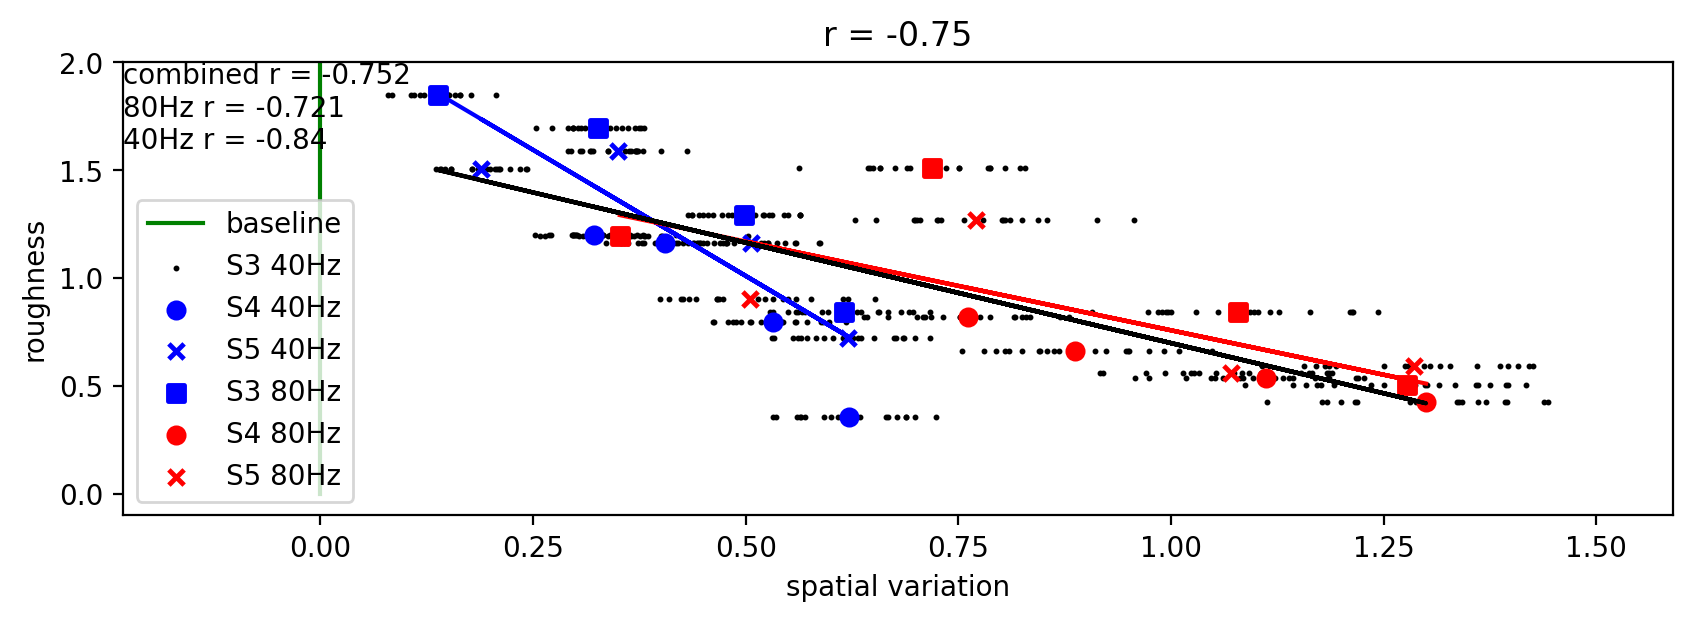 r = -0.75
combined r = -0.752
80Hz r = -0.721
40Hz r = -0.84
2.0
1.5
1.0
0.5
0.0
roughness
baseline
S3 40Hz
S4 40Hz
S5 40Hz
S3 80Hz
S4 80Hz
S5 80Hz
0.00 0.25 0.50 0.75 1.00 1.25 1.50
spatial variation